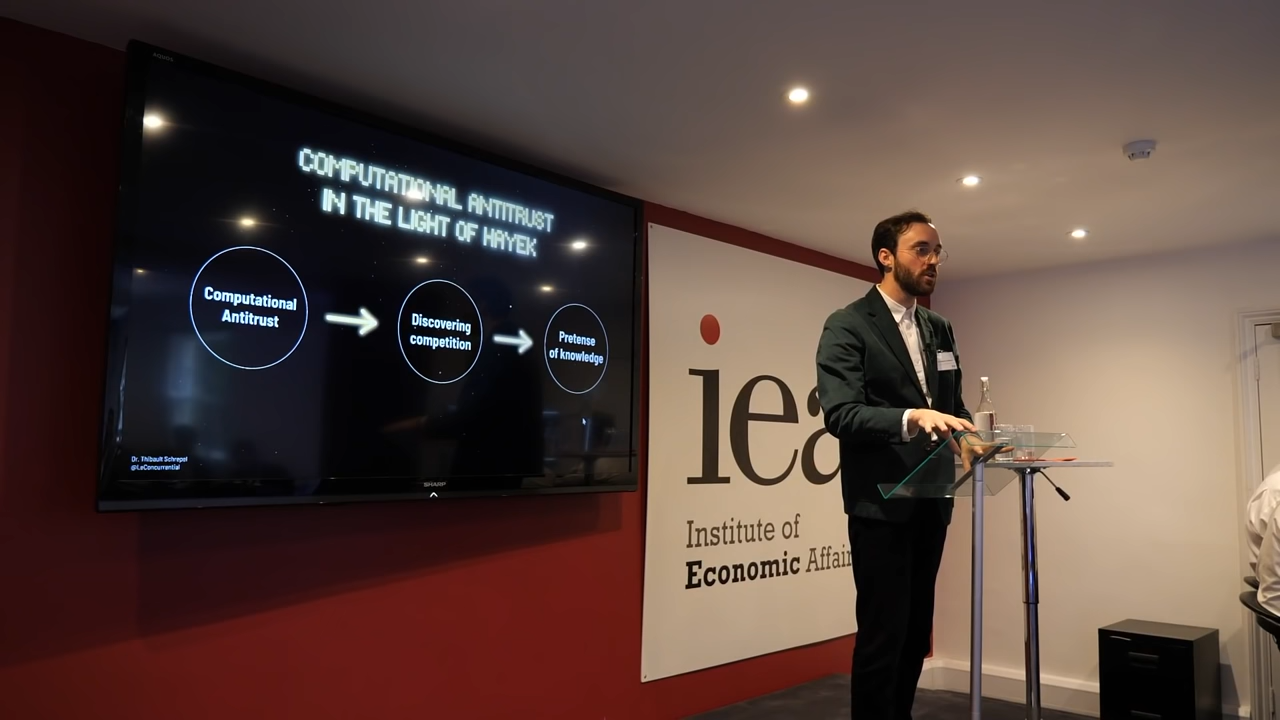 COMPUTATIONAL ANTITRUST
IN THE LIGHT OF HAYEK
Computational
Antitrust
Discovering
competition
Pretense
of knowledge
Dr. Thibault Schrepel
@LeConcurrential
SHARP
iea
Institute of
Economic Affair